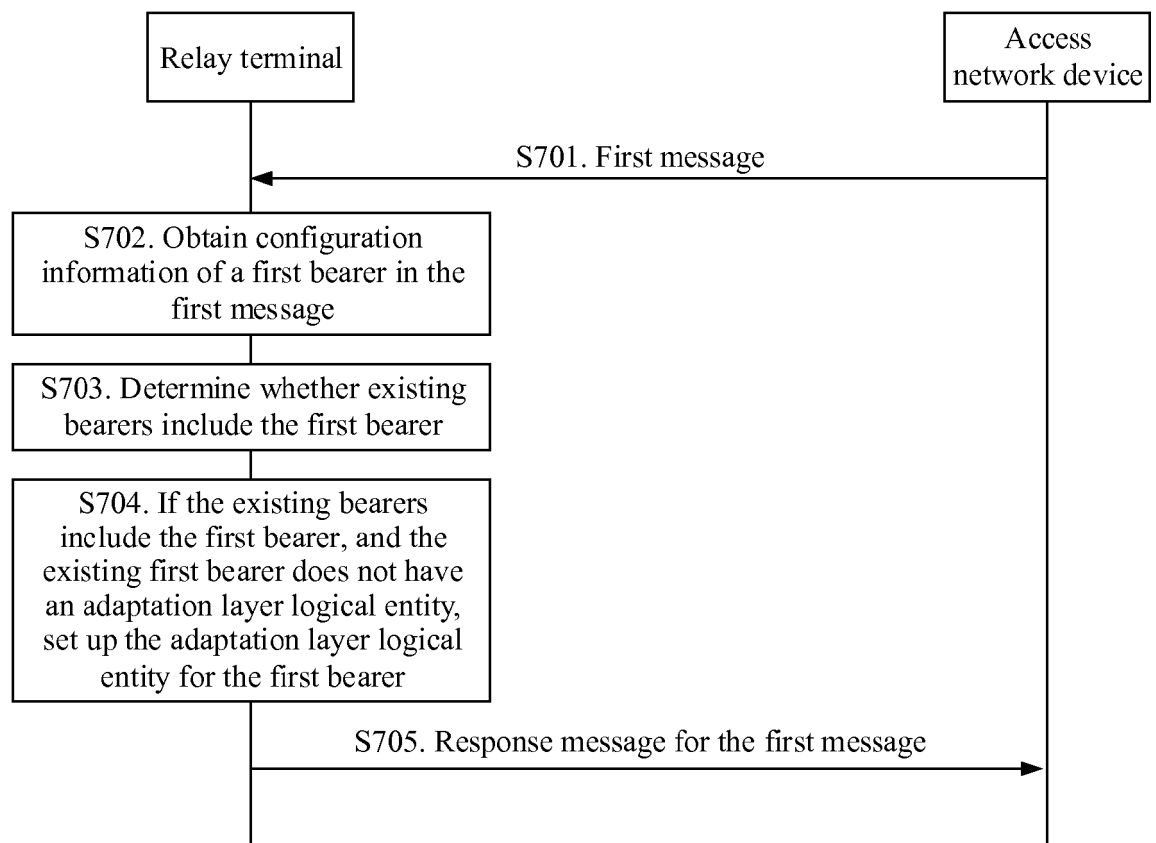 Relay terminal
Access
network device
S701. First message
S702. Obtain configuration
information of a first bearer in the
first message
S703. Determine whether existing
bearers include the first bearer
S704. If the existing bearers
include the first bearer, and the
existing first bearer does not have
an adaptation layer logical entity,
set up the adaptation layer logical
entity for the first bearer
S705. Response message for the first message